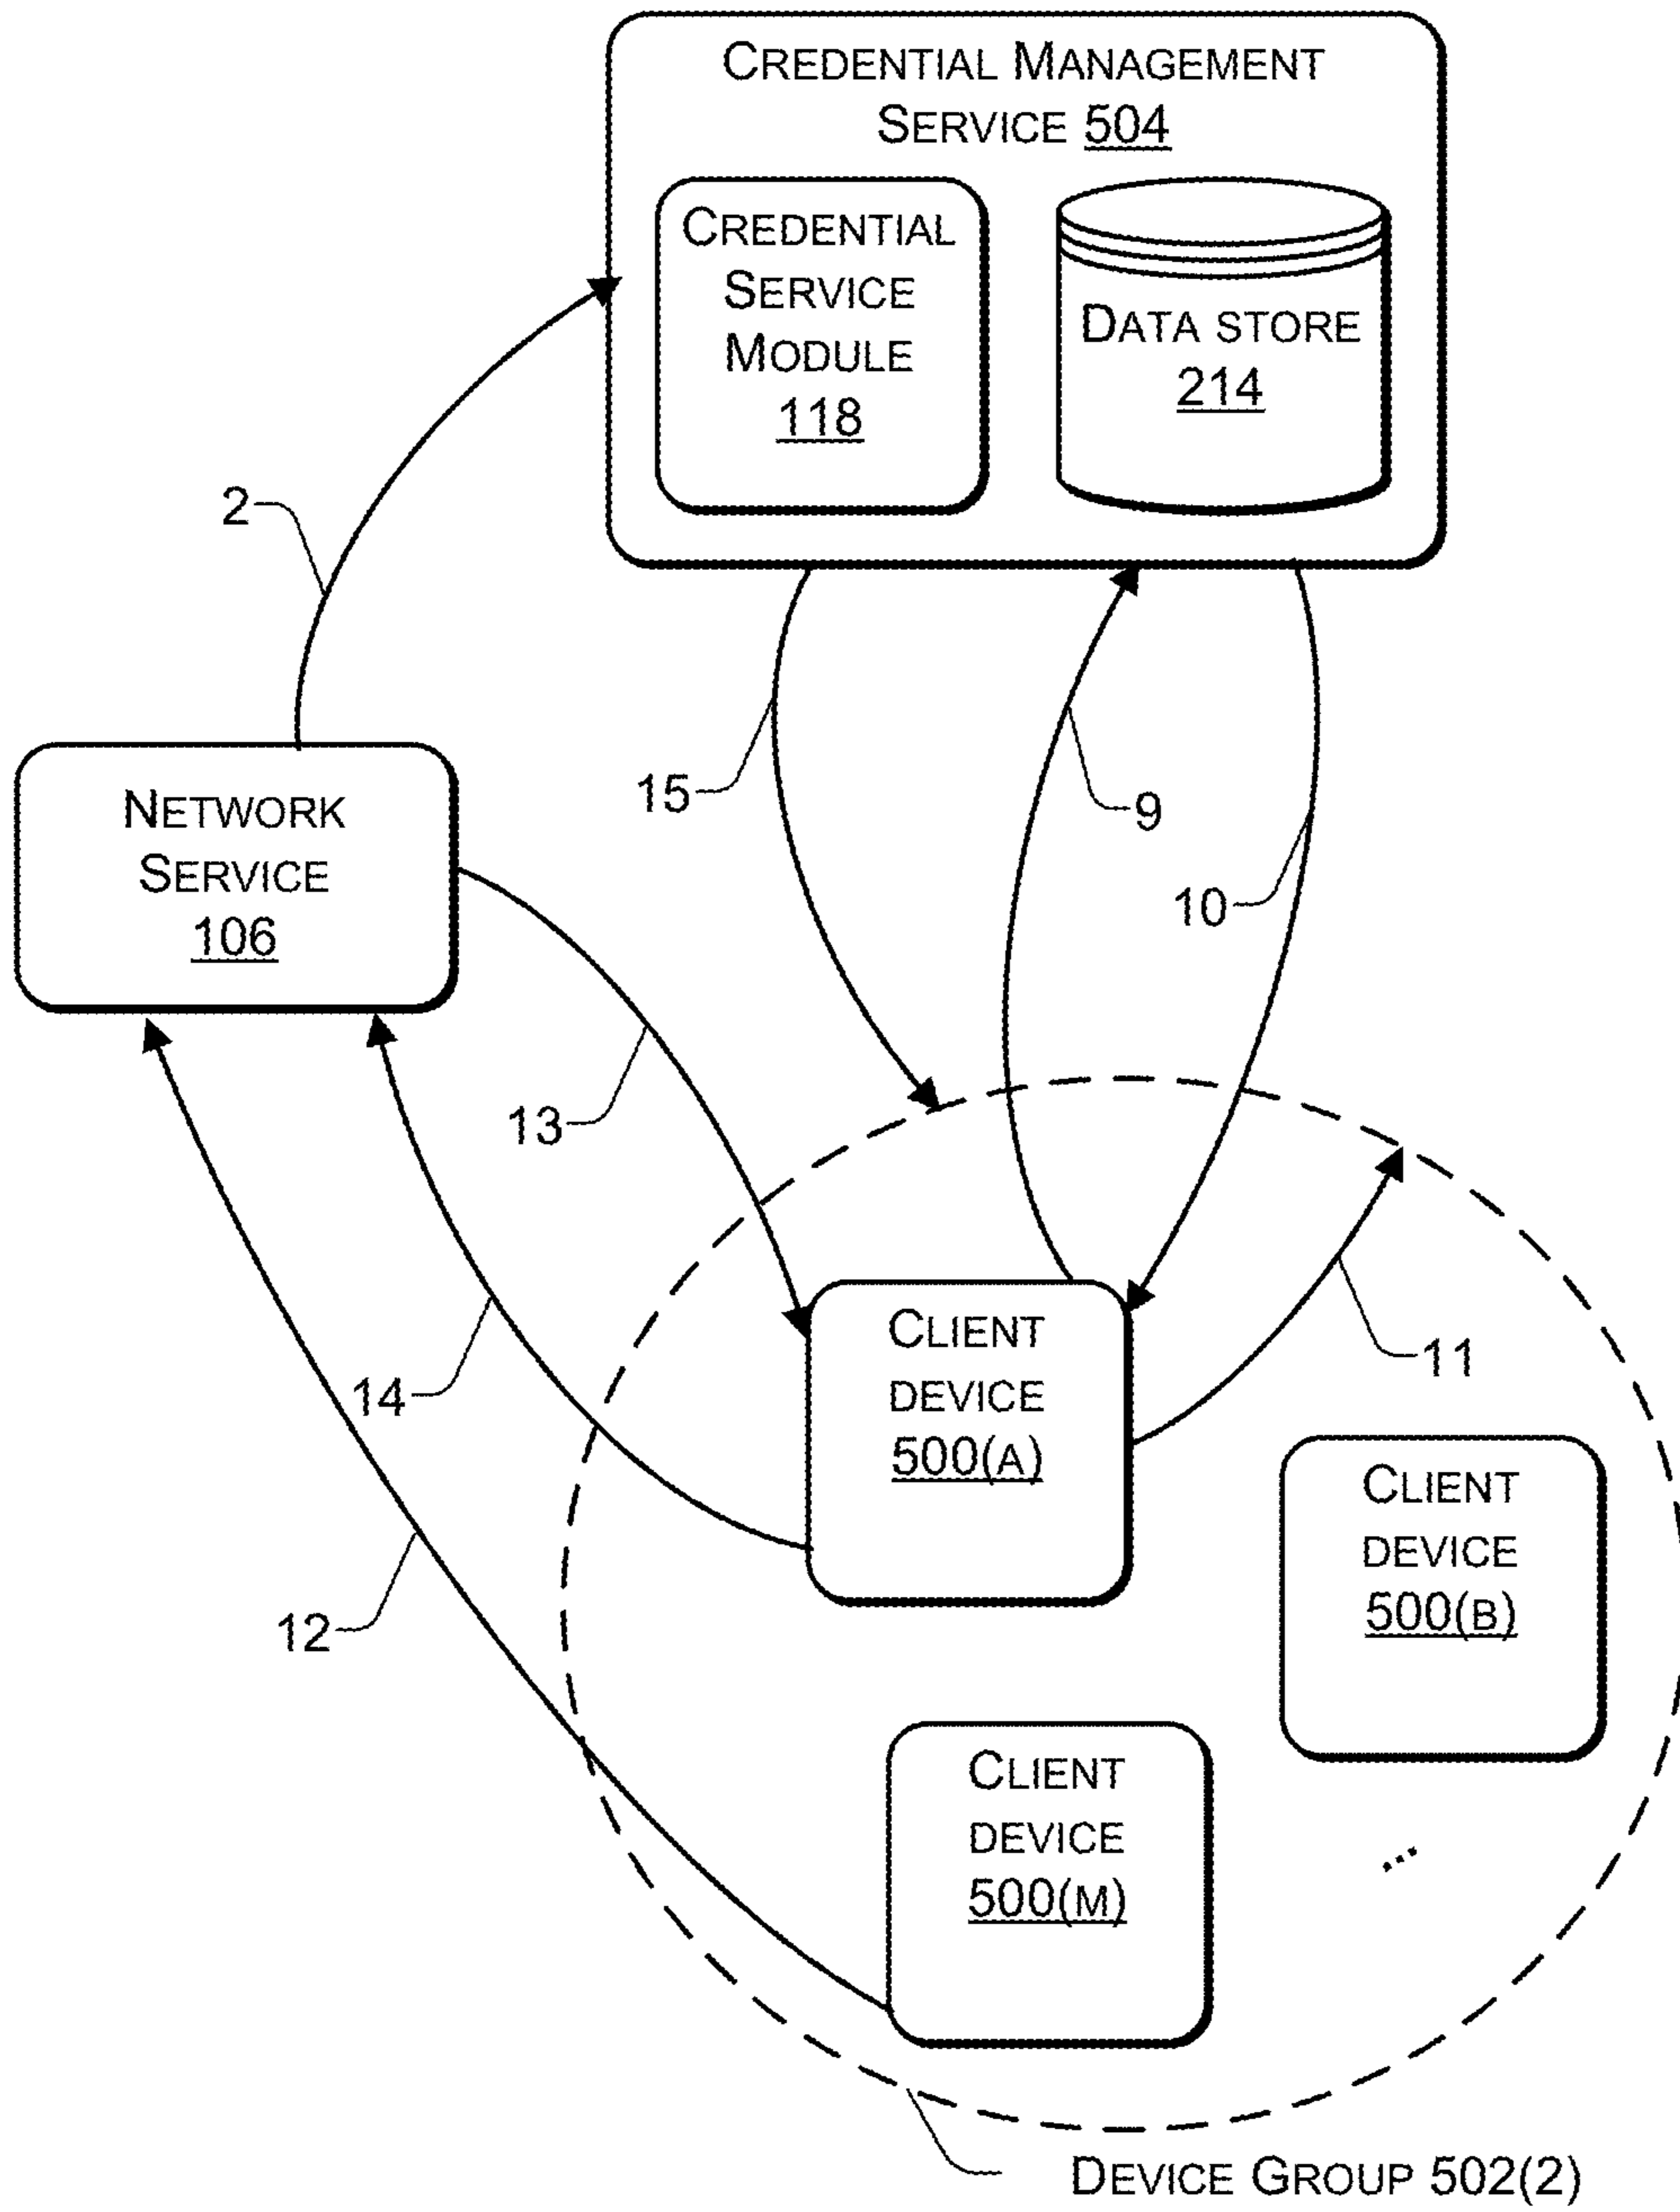 CREDENTIAL MANAGEMENT
SERVICE 504
CREDENTIAL
SERVICE
MODULE
118
DATA STORE
214
2
15
9
10
NETWORK
SERVICE
106
13
14
12
11
CLIENT
DEVICE
500(A)
CLIENT
DEVICE
500(B)
CLIENT
DEVICE
500(M)
...
DEVICE GROUP 502(2)